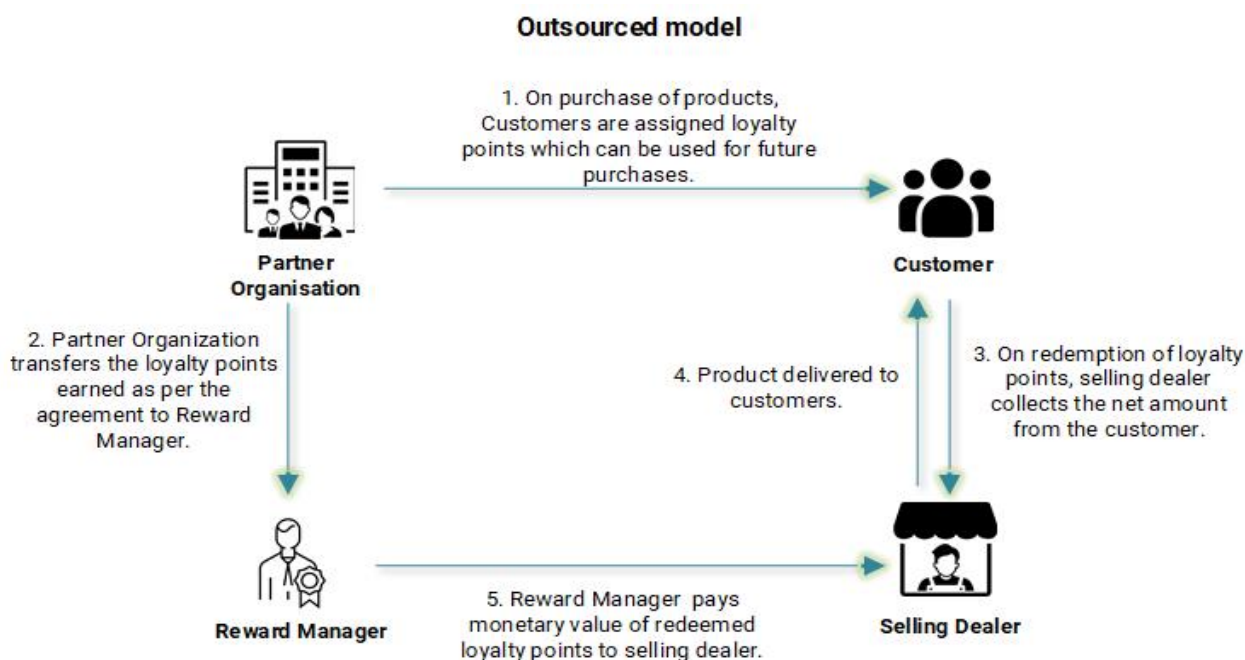 Outsourced model
1. On purchase of products,
Customers are assigned loyalty
points which can be used for future
purchases.
Partner
Organisation
Customer
2. Partner Organization
transfers the loyalty points
earned as per the
agreement to Reward
Manager.
4. Product delivered to
customers.
3. On redemption of loyalty
points, selling dealer
collects the net amount
from the customer.
Reward Manager
5. Reward Manager pays
monetary value of redeemed
loyalty points to selling dealer.
Selling Dealer